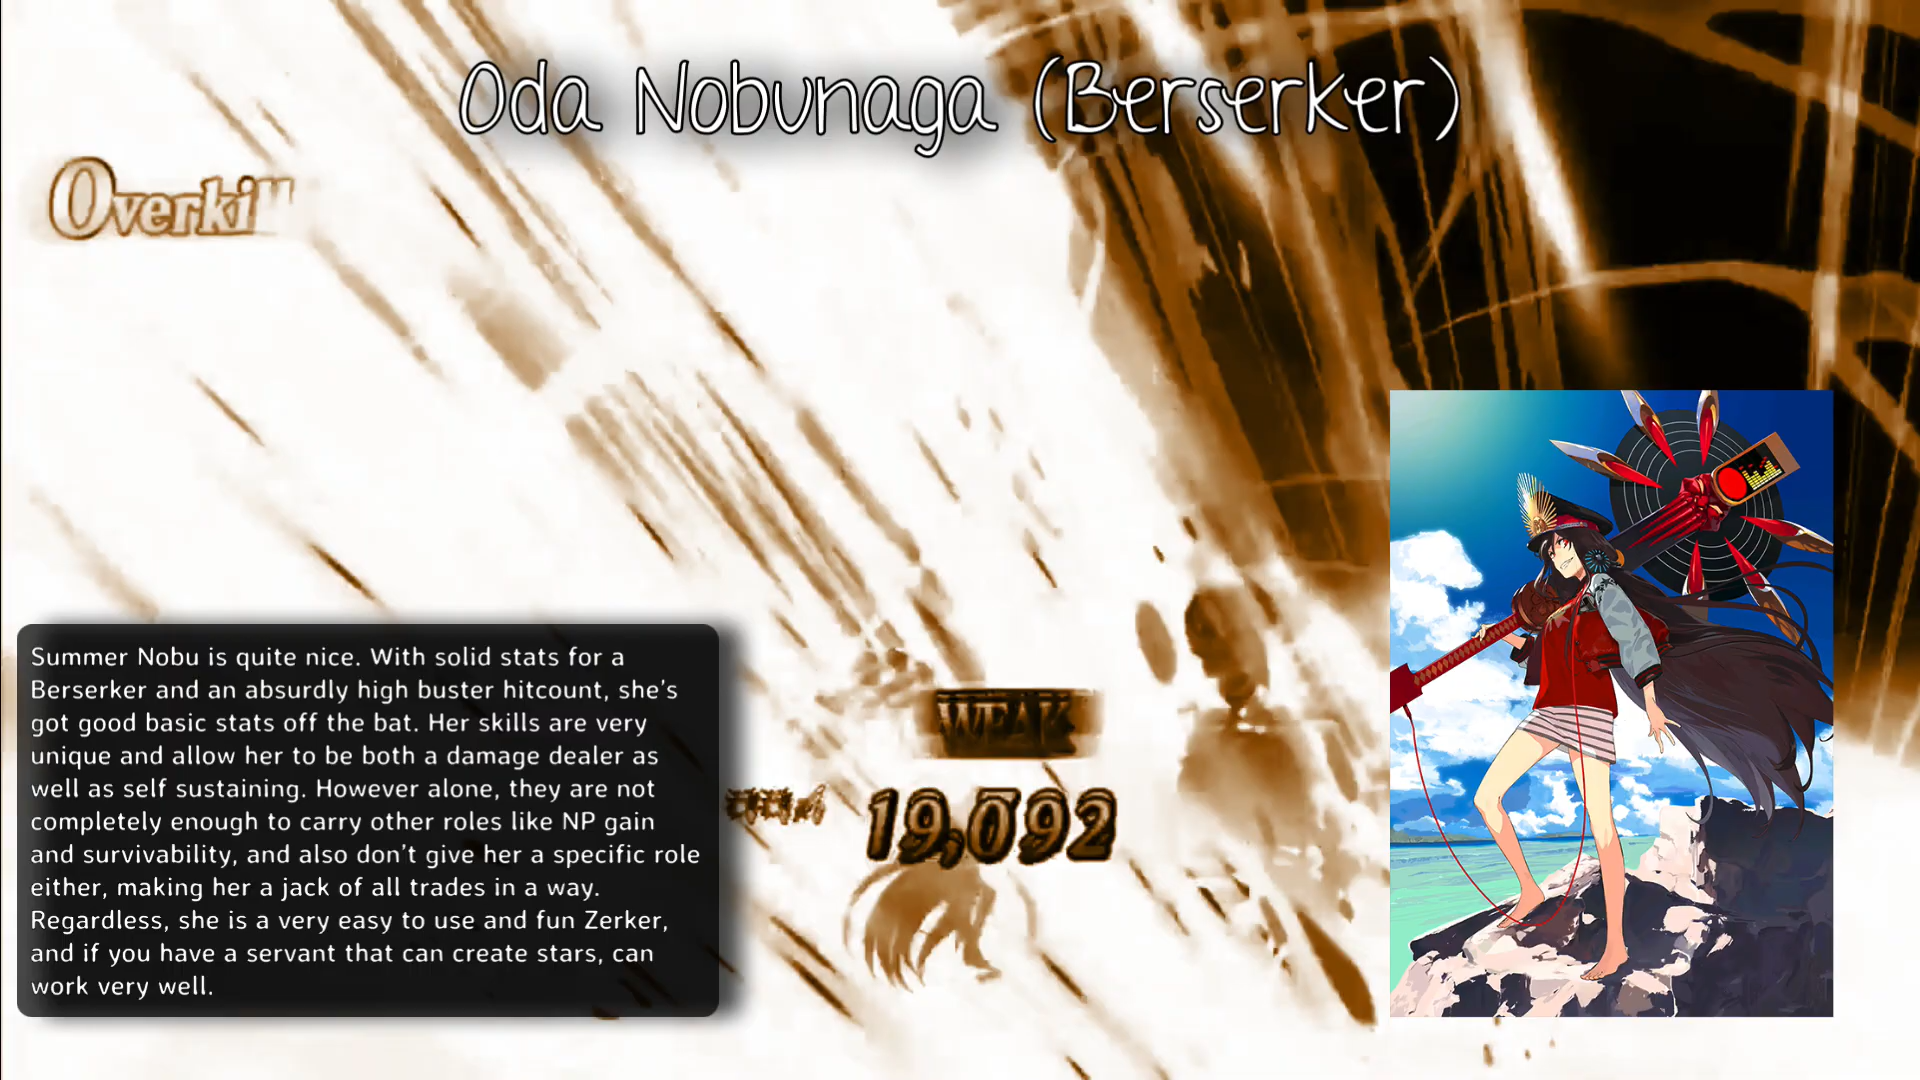 Oda Nobunaga (Berserker)
Overkill
WEAK
19,092
Summer Nobu is quite nice. With solid stats for a
Berserker and an absurdly high buster hitcount, she's
got good basic stats off the bat. Her skills are very
unique and allow her to be both a damage dealer as
well as self sustaining. However alone, they are not
completely enough to carry other roles like NP gain
and survivability, and also don't give her a specific role
either, making her a jack of all trades in a way.
Regardless, she is a very easy to use and fun Zerker,
and if you have a servant that can create stars, can
work very well.